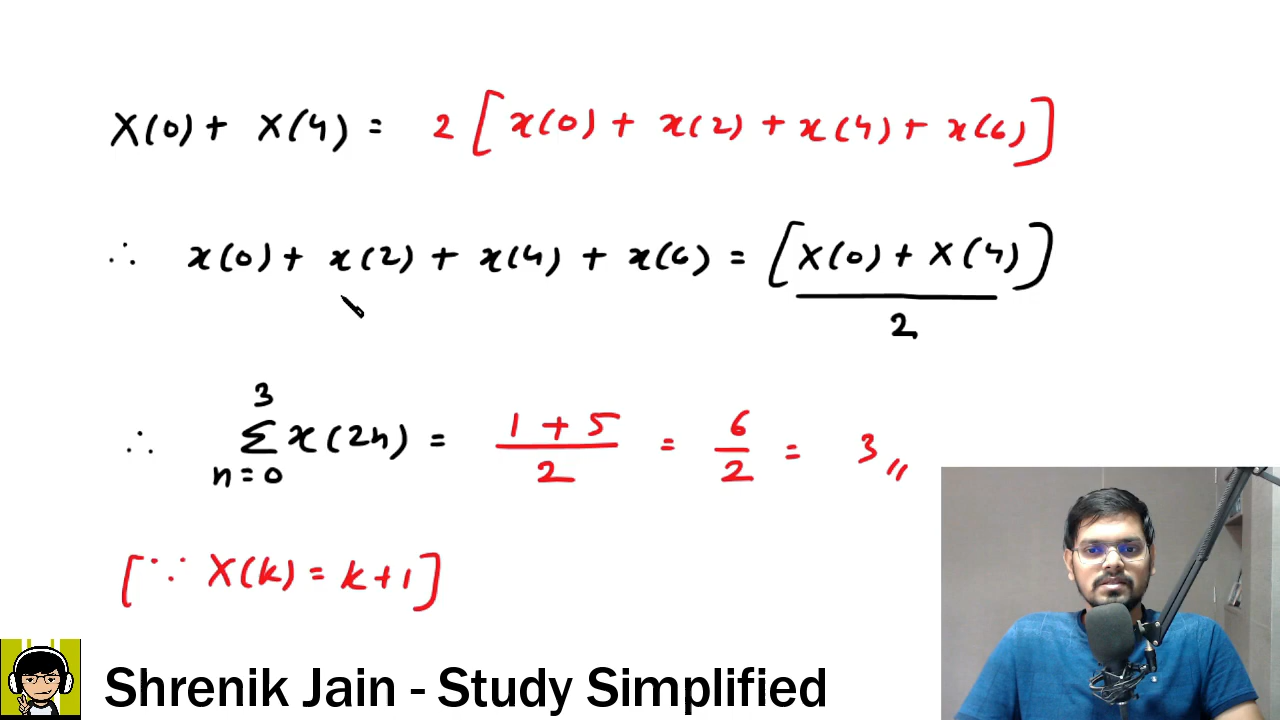 X(0) + X(4) = 2 [x(0) + x(2) + x(4) + x(6)]
∴ x(0) + x(2) + x(4) + x(6) = [X(0) + X(4)]
2
3
∴ Σ x(2n) = 1 + 5 / 2 = 6 / 2 = 3 〃
n = 0
[∵ X(k) = k + 1]
Shrenik Jain - Study Simplified